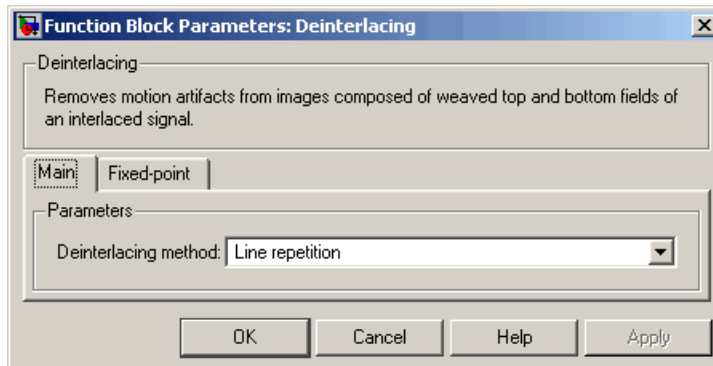 Function Block Parameters: Deinterlacing
Deinterlacing
Removes motion artifacts from images composed of weaved top and bottom fields of
an interlaced signal.
Main Fixed-point
Parameters
Deinterlacing method: Line repetition
OK Cancel Help Apply